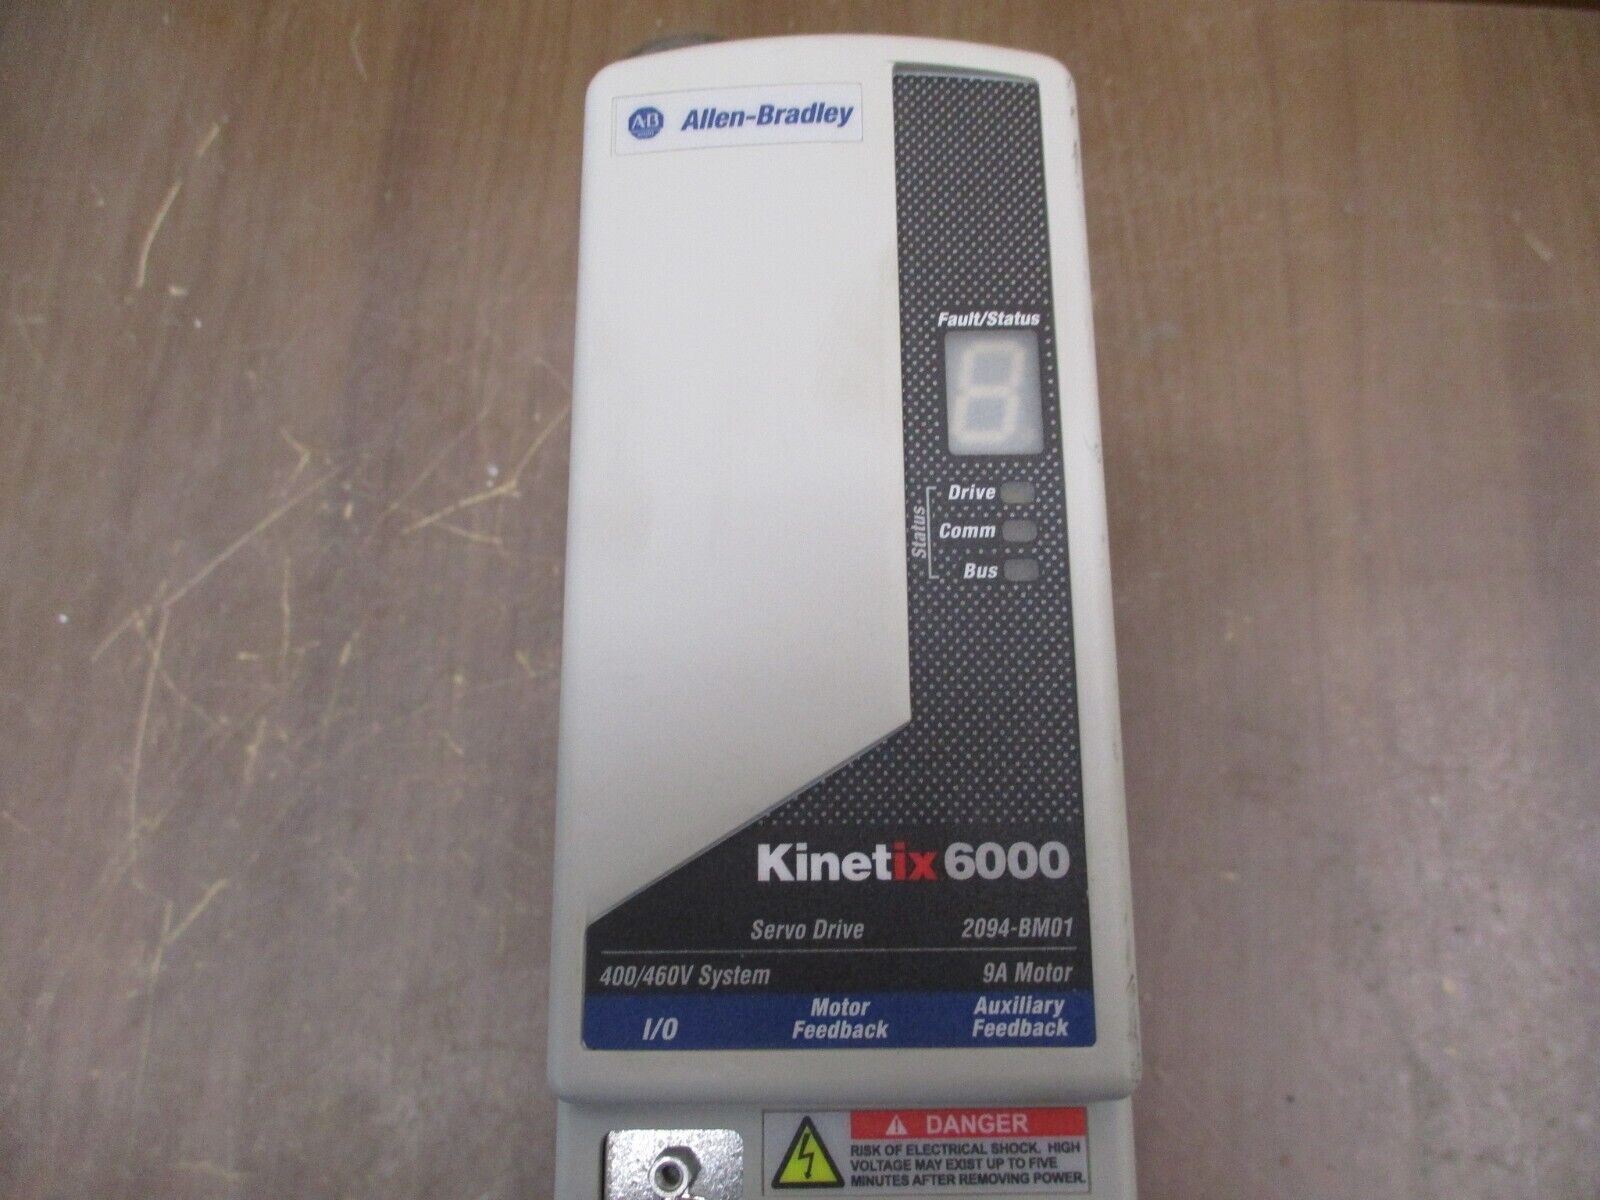 AB
Allen-Bradley
Fault/Status
8
Status
Drive
Comm
Bus
Kinetix 6000
Servo Drive 2094-BM01
400/460V System 9A Motor
I/O
Motor
Feedback
Auxiliary
Feedback
DANGER
RISK OF ELECTRICAL SHOCK. HIGH
VOLTAGE MAY EXIST UP TO FIVE
MINUTES AFTER REMOVING POWER.